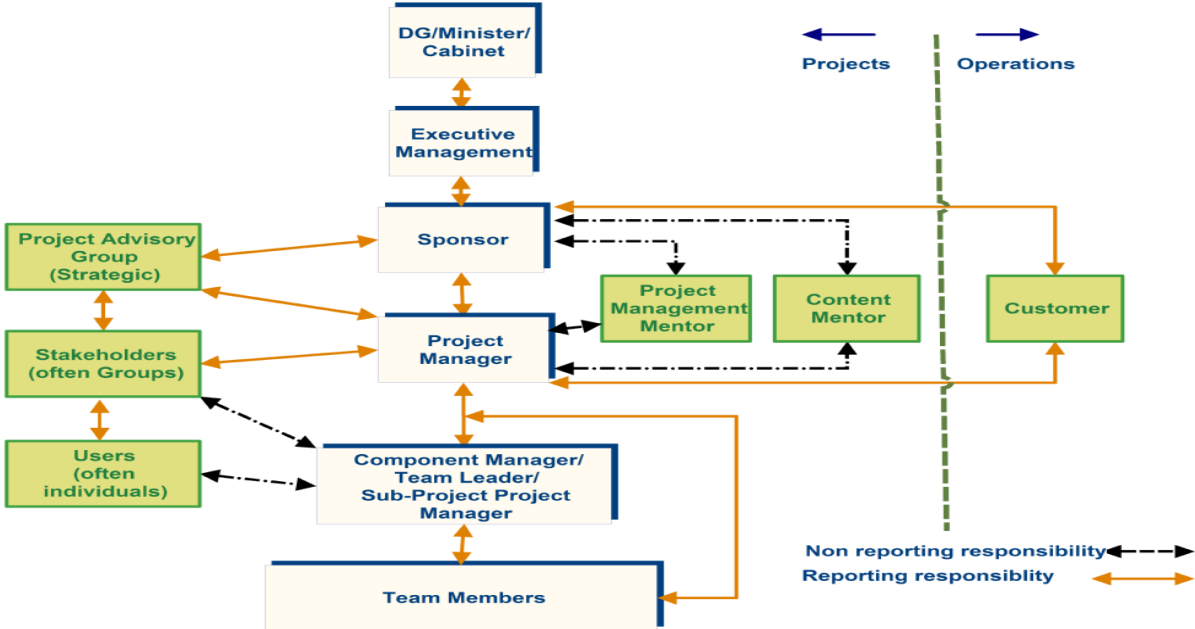 DG/Minister/
Cabinet
Projects
Operations
Executive
Management
Sponsor
Project Advisory
Group
(Strategic)
Project
Management
Mentor
Content
Mentor
Customer
Project
Manager
Stakeholders
(often Groups)
Users
(often
individuals)
Component Manager/
Team Leader/
Sub-Project Project
Manager
Team Members
Non reporting responsibility
Reporting responsiblity